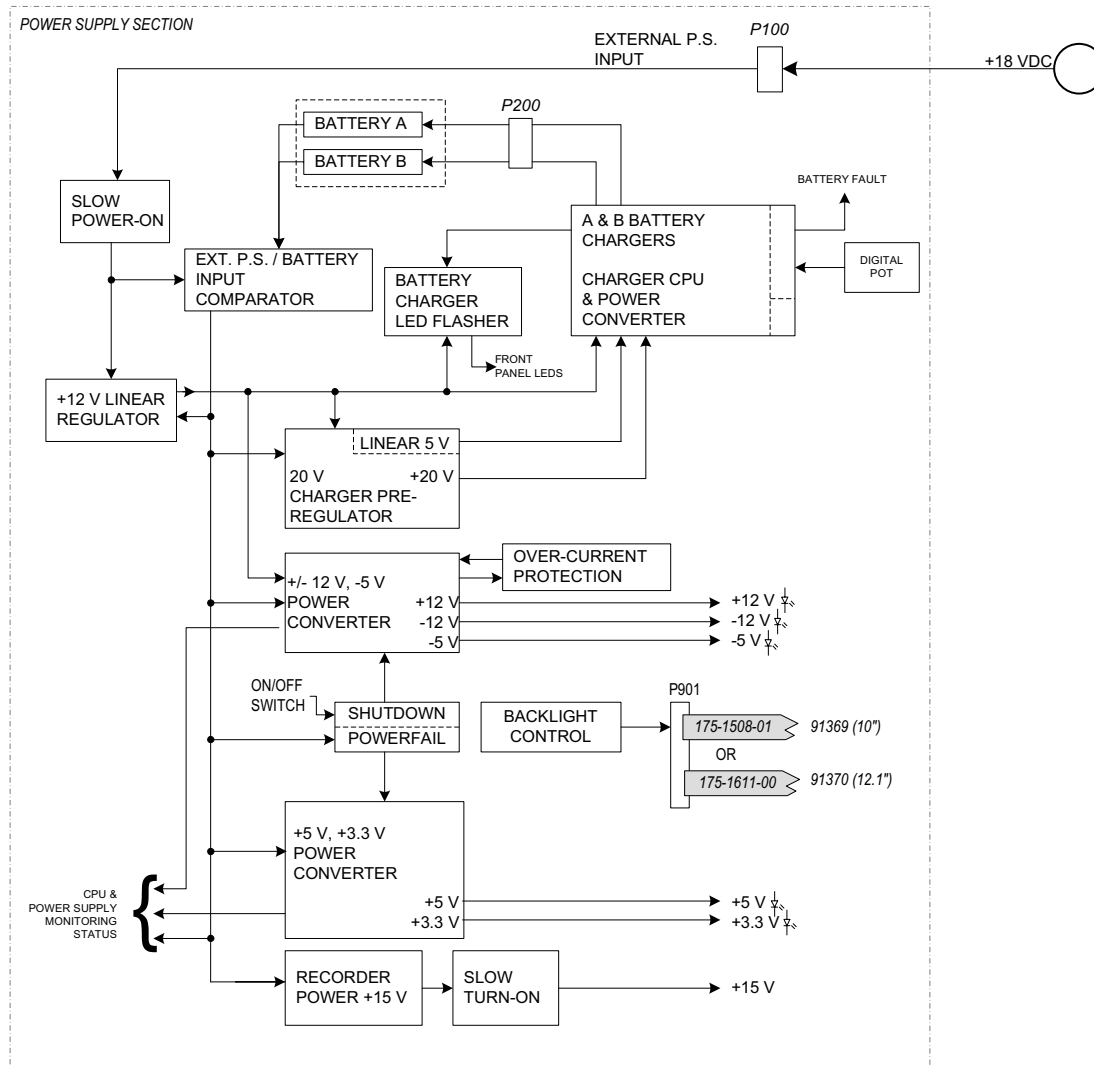 POWER SUPPLY SECTION
P100
EXTERNAL P.S.
INPUT
+18 VDC
P200
BATTERY A
BATTERY B
BATTERY FAULT
SLOW
POWER-ON
A & B BATTERY
CHARGERS
CHARGER CPU
& POWER
CONVERTER
DIGITAL
POT
EXT. P.S. / BATTERY
INPUT
COMPARATOR
BATTERY
CHARGER
LED FLASHER
FRONT
PANEL LEDS
+12 V LINEAR
REGULATOR
LINEAR 5 V
20 V
+20 V
CHARGER PRE-
REGULATOR
OVER-CURRENT
PROTECTION
+/- 12 V, -5 V
POWER
CONVERTER
+12 V
-12 V
-5 V
+12 V
-12 V
-5 V
ON/OFF
SWITCH
SHUTDOWN
POWERFAIL
BACKLIGHT
CONTROL
P901
175-1508-01
91369 (10")
OR
175-1611-00
91370 (12.1")
+5 V, +3.3 V
POWER
CONVERTER
+5 V
+3.3 V
+5 V
+3.3 V
CPU &
POWER SUPPLY
MONITORING
STATUS
RECORDER
POWER +15 V
SLOW
TURN-ON
+15 V